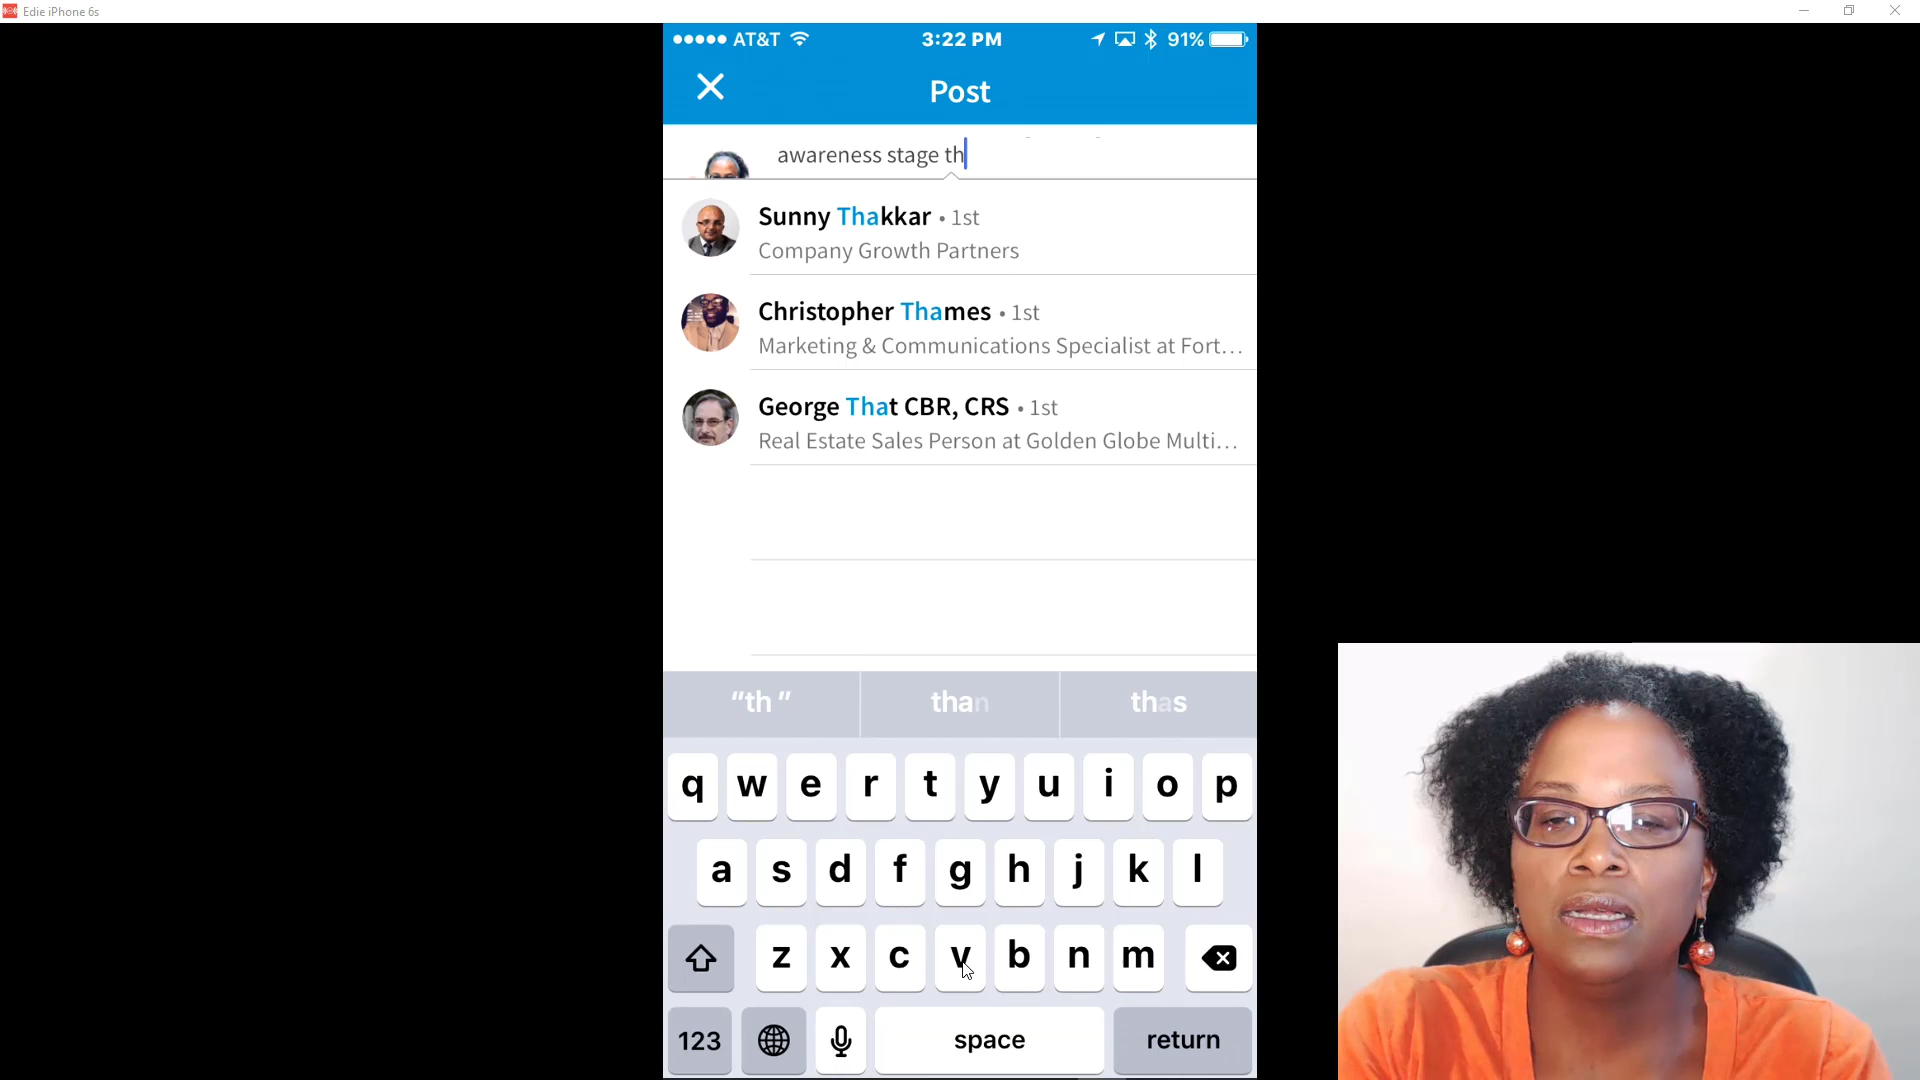 Edie iPhone 6s
AT&T 3:22 PM 91%
Post
awareness stage th
Sunny Thakkar • 1st
Company Growth Partners
Christopher Thames • 1st
Marketing & Communications Specialist at Fort...
George That CBR, CRS • 1st
Real Estate Sales Person at Golden Globe Multi...
"th" than thas
q w e r t y u i o p
a s d f g h j k l
z x c v b n m
123 space return